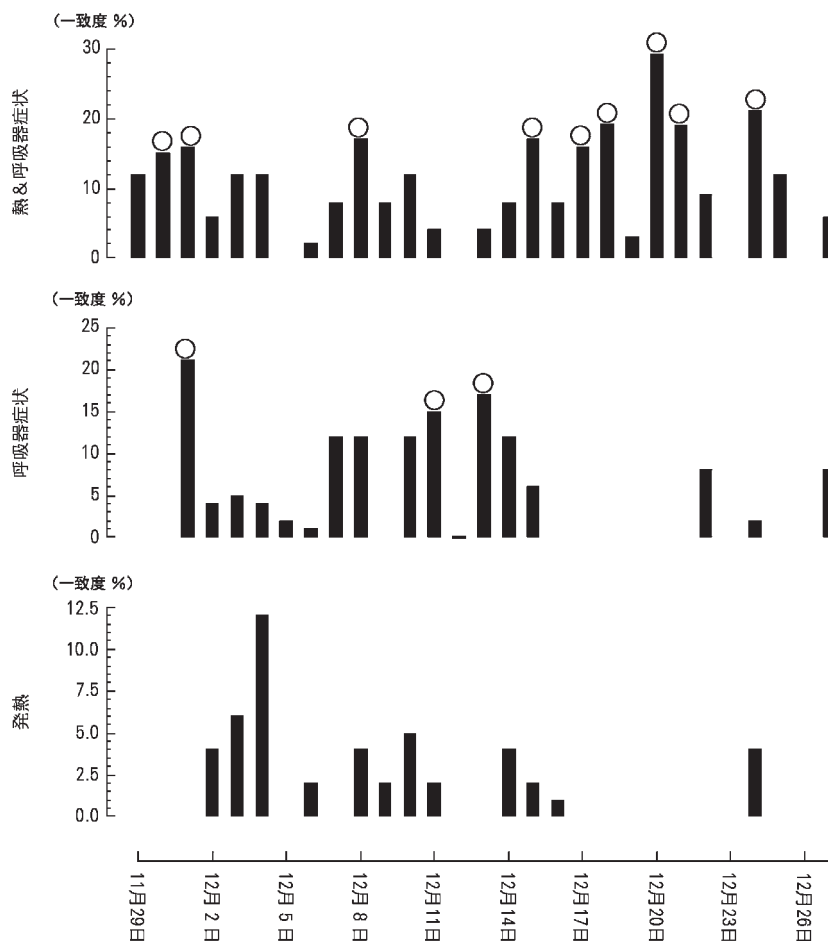 （一致度 %）
30
20
10
0
熱＆呼吸器症状
（一致度 %）
25
20
15
10
5
0
呼吸器症状
（一致度 %）
12.5
10.0
7.5
5.0
2.5
0.0
発熱
11月29日
12月 2 日
12月 5 日
12月 8 日
12月11日
12月14日
12月17日
12月20日
12月23日
12月26日